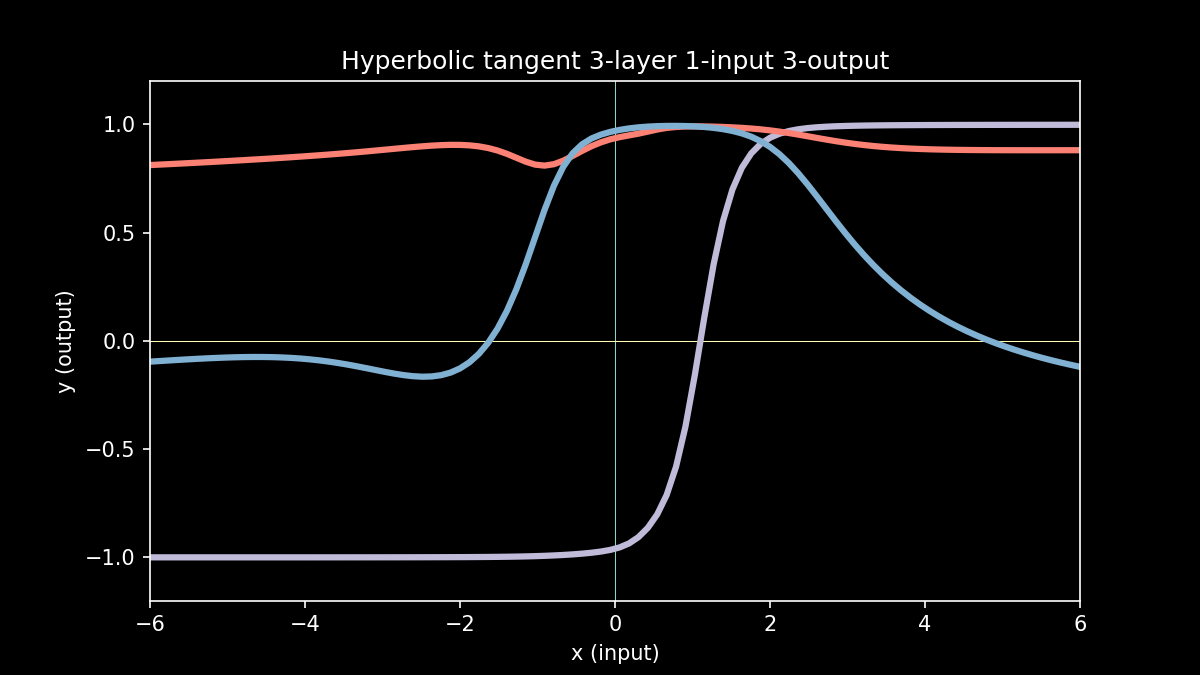 Hyperbolic tangent 3-layer 1-input 3-output
1.0
0.5
0.0
−0.5
−1.0
y (output)
−6 −4 −2 0 2 4 6
x (input)